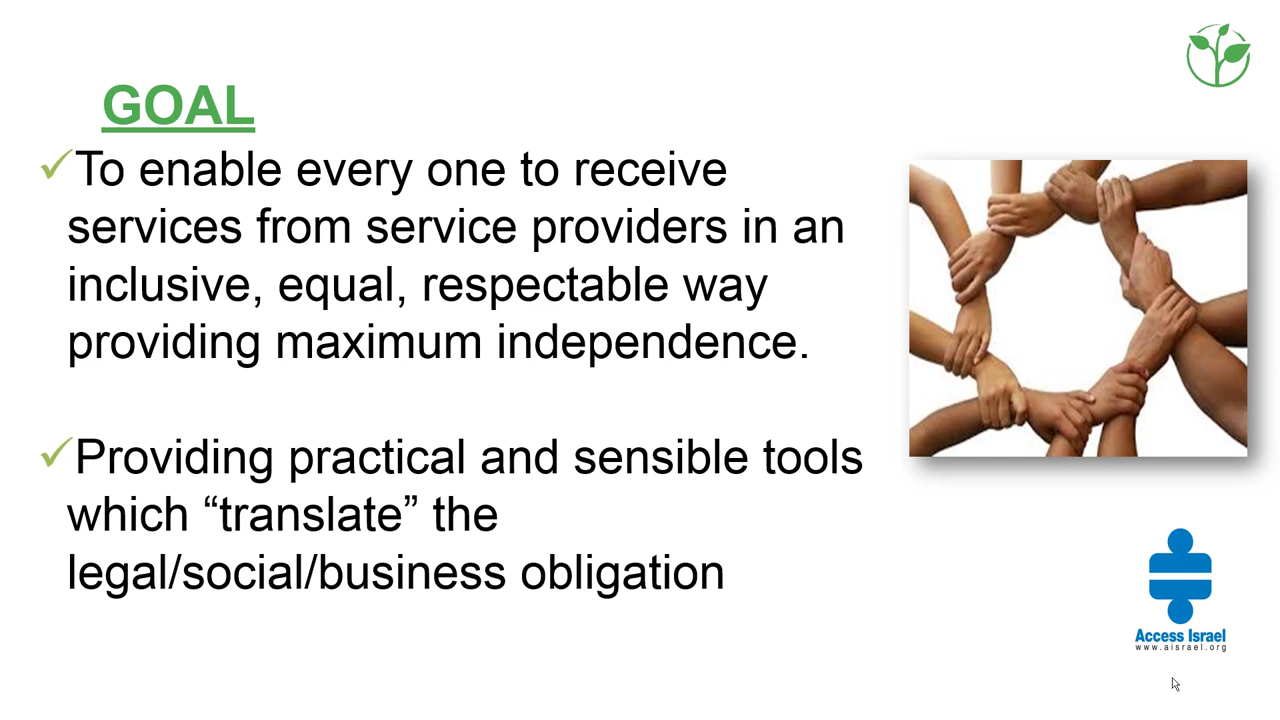 GOAL
✓To enable every one to receive
services from service providers in an
inclusive, equal, respectable way
providing maximum independence.
✓Providing practical and sensible tools
which “translate” the
legal/social/business obligation
Access Israel
www.aisrael.org